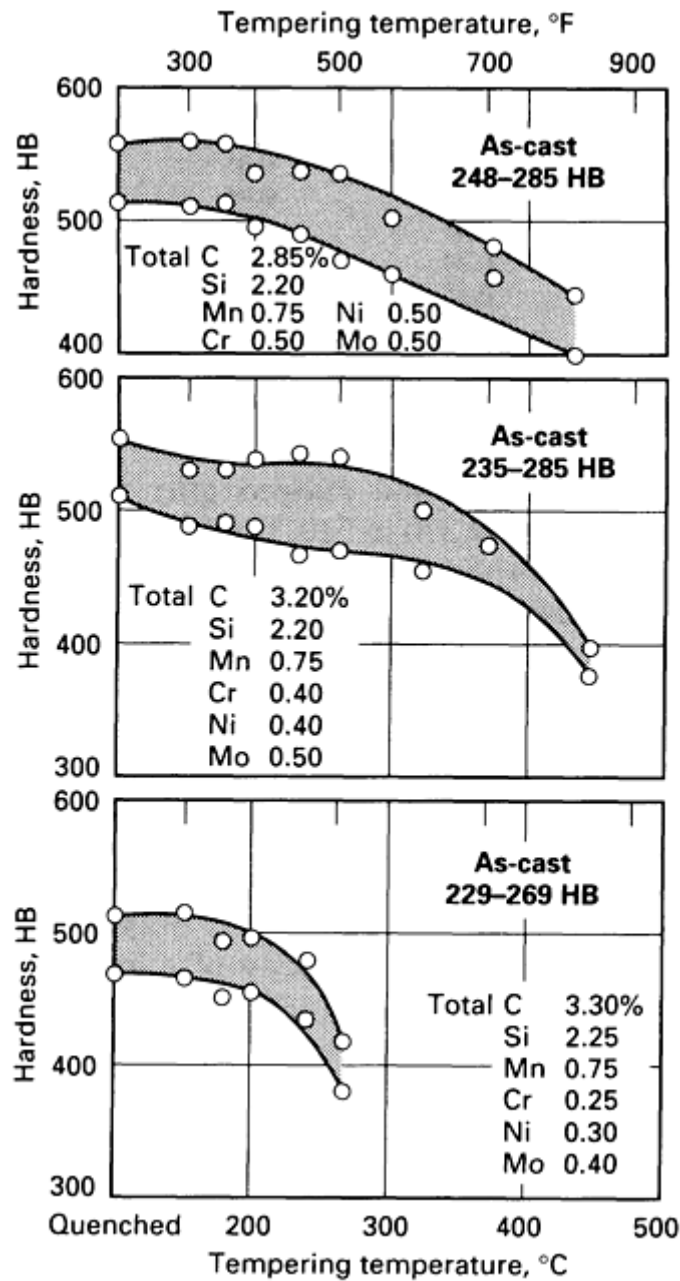 Tempering temperature, °F
300 500 700 900
600
500
400
Hardness, HB
As-cast
248–285 HB
Total C 2.85%
Si 2.20
Mn 0.75 Ni 0.50
Cr 0.50 Mo 0.50
600
500
400
300
Hardness, HB
As-cast
235–285 HB
Total C 3.20%
Si 2.20
Mn 0.75
Cr 0.40
Ni 0.40
Mo 0.50
600
500
400
300
Hardness, HB
As-cast
229–269 HB
Total C 3.30%
Si 2.25
Mn 0.75
Cr 0.25
Ni 0.30
Mo 0.40
Quenched 200 300 400 500
Tempering temperature, °C